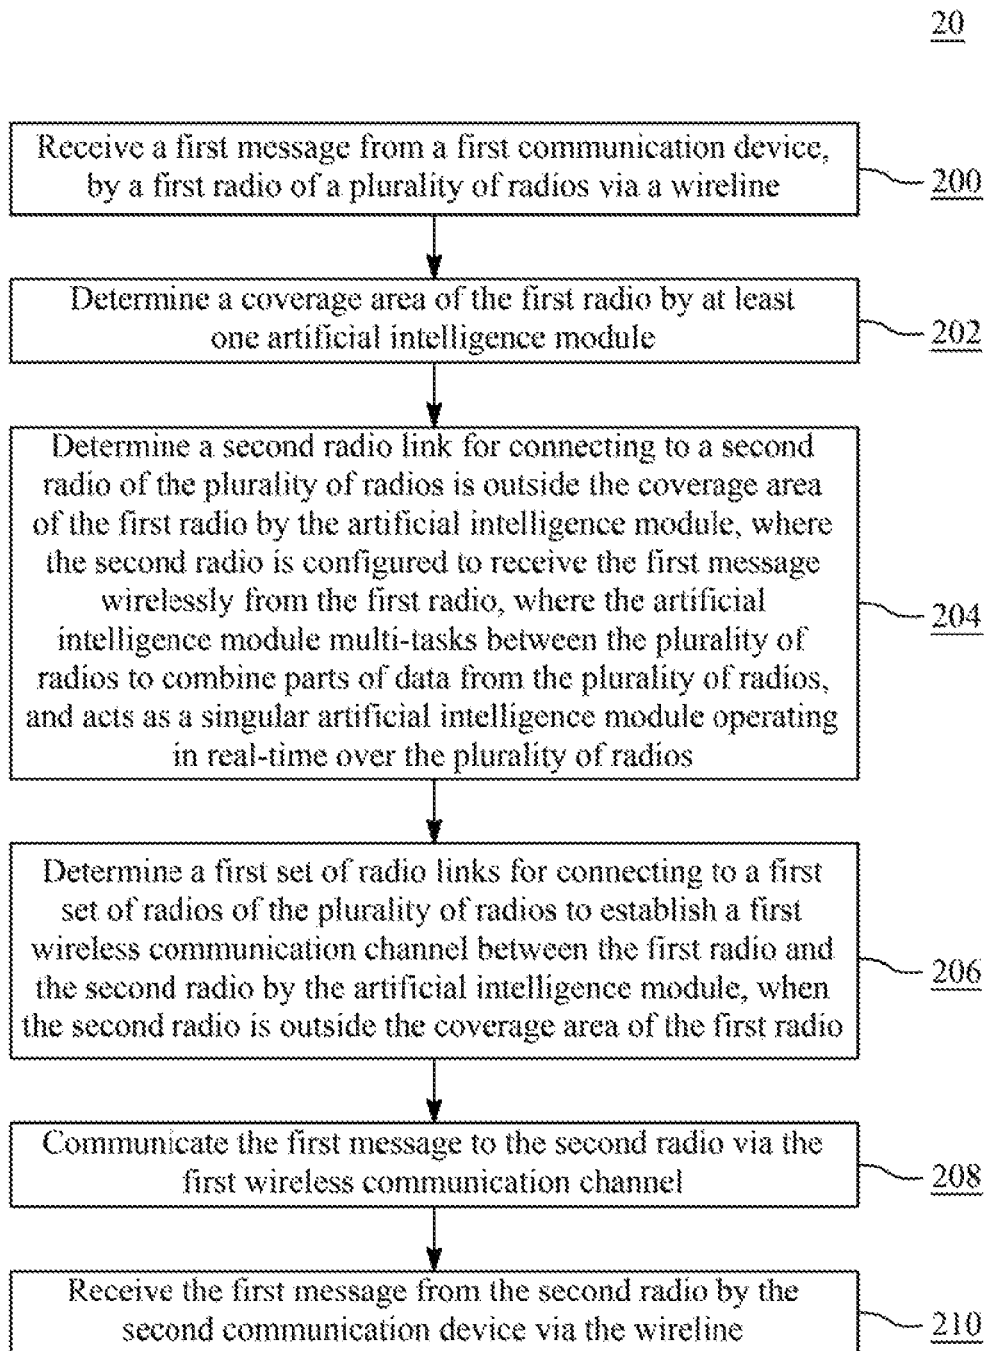 20
Receive a first message from a first communication device,
by a first radio of a plurality of radios via a wireline
200
Determine a coverage area of the first radio by at least
one artificial intelligence module
202
Determine a second radio link for connecting to a second
radio of the plurality of radios is outside the coverage area
of the first radio by the artificial intelligence module, where
the second radio is configured to receive the first message
wirelessly from the first radio, where the artificial
intelligence module multi-tasks between the plurality of
radios to combine parts of data from the plurality of radios,
and acts as a singular artificial intelligence module operating
in real-time over the plurality of radios
204
Determine a first set of radio links for connecting to a first
set of radios of the plurality of radios to establish a first
wireless communication channel between the first radio and
the second radio by the artificial intelligence module, when
the second radio is outside the coverage area of the first radio
206
Communicate the first message to the second radio via the
first wireless communication channel
208
Receive the first message from the second radio by the
second communication device via the wireline
210